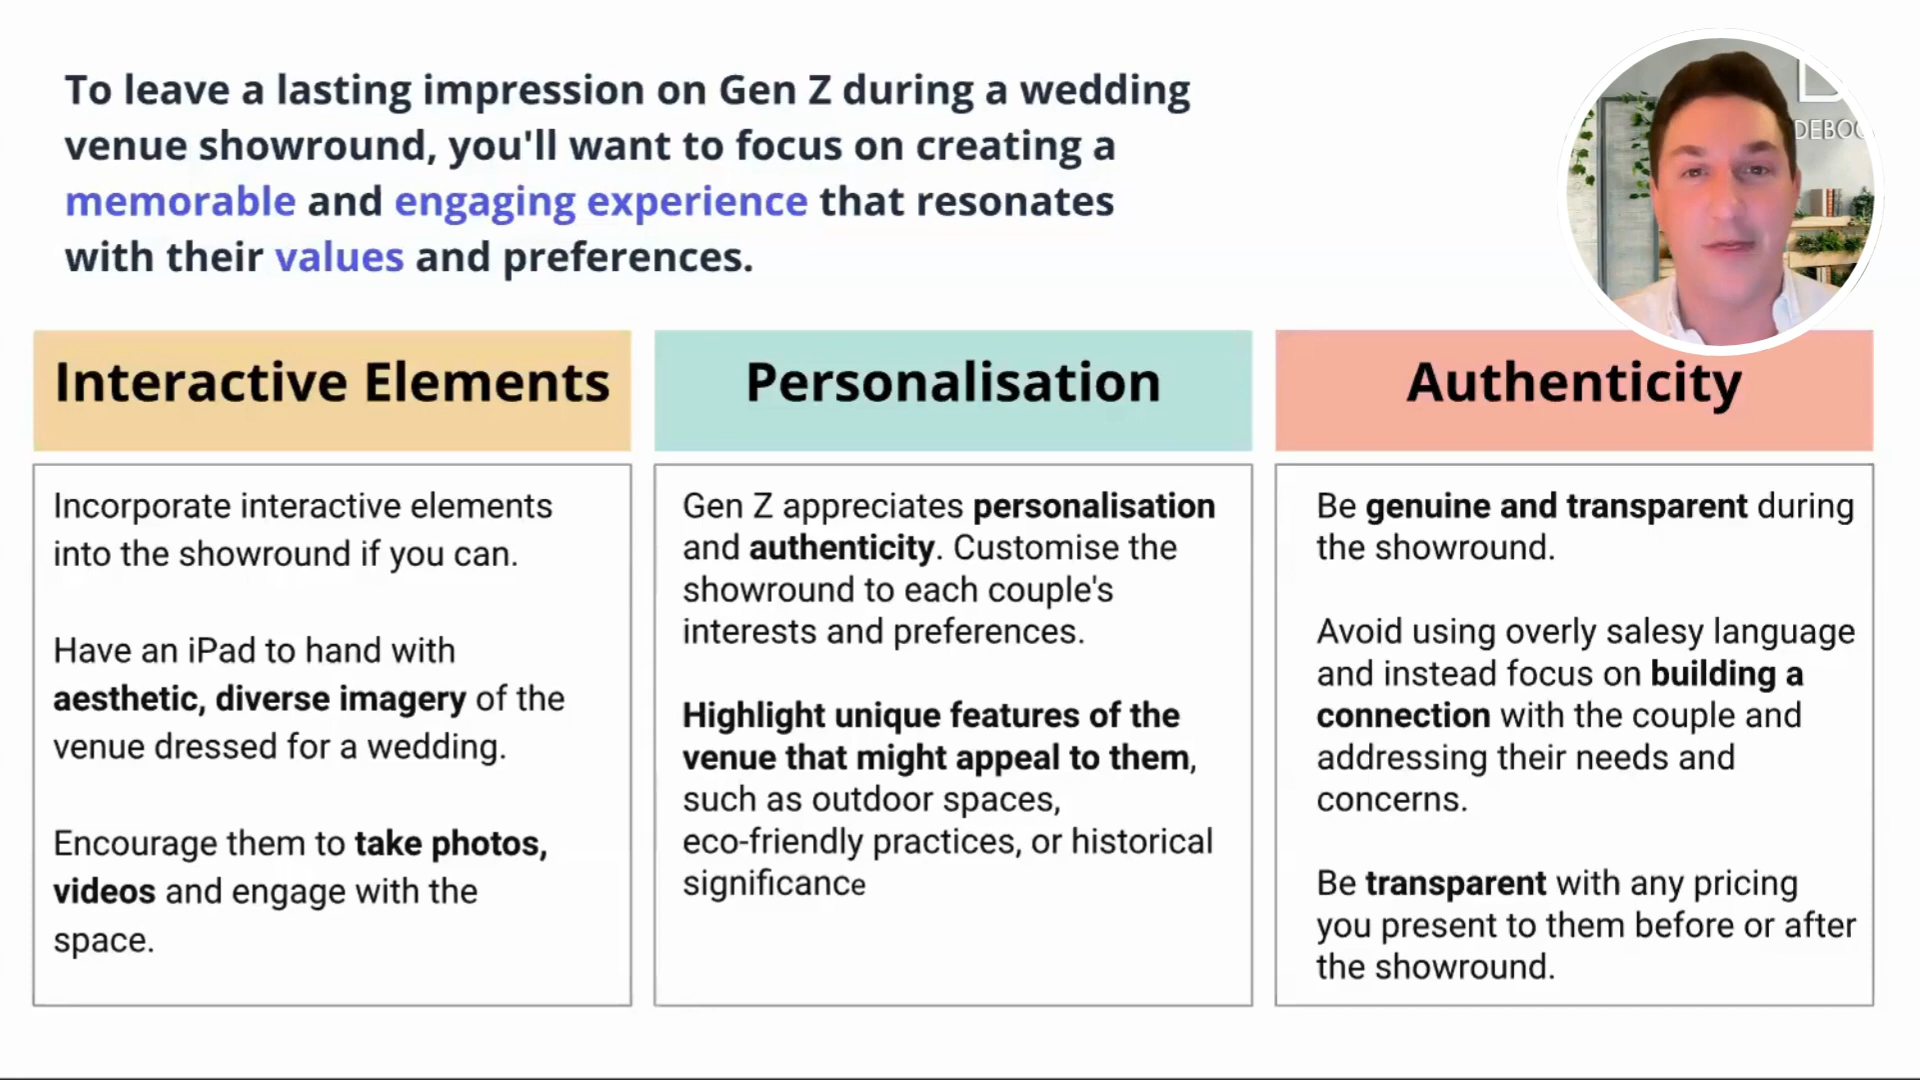 To leave a lasting impression on Gen Z during a wedding
venue showround, you'll want to focus on creating a
memorable and engaging experience that resonates
with their values and preferences.
Interactive Elements
Incorporate interactive elements
into the showround if you can.
Have an iPad to hand with
aesthetic, diverse imagery of the
venue dressed for a wedding.
Encourage them to take photos,
videos and engage with the
space.
Personalisation
Gen Z appreciates personalisation
and authenticity. Customise the
showround to each couple's
interests and preferences.
Highlight unique features of the
venue that might appeal to them,
such as outdoor spaces,
eco-friendly practices, or historical
significance
Authenticity
Be genuine and transparent during
the showround.
Avoid using overly salesy language
and instead focus on building a
connection with the couple and
addressing their needs and
concerns.
Be transparent with any pricing
you present to them before or after
the showround.